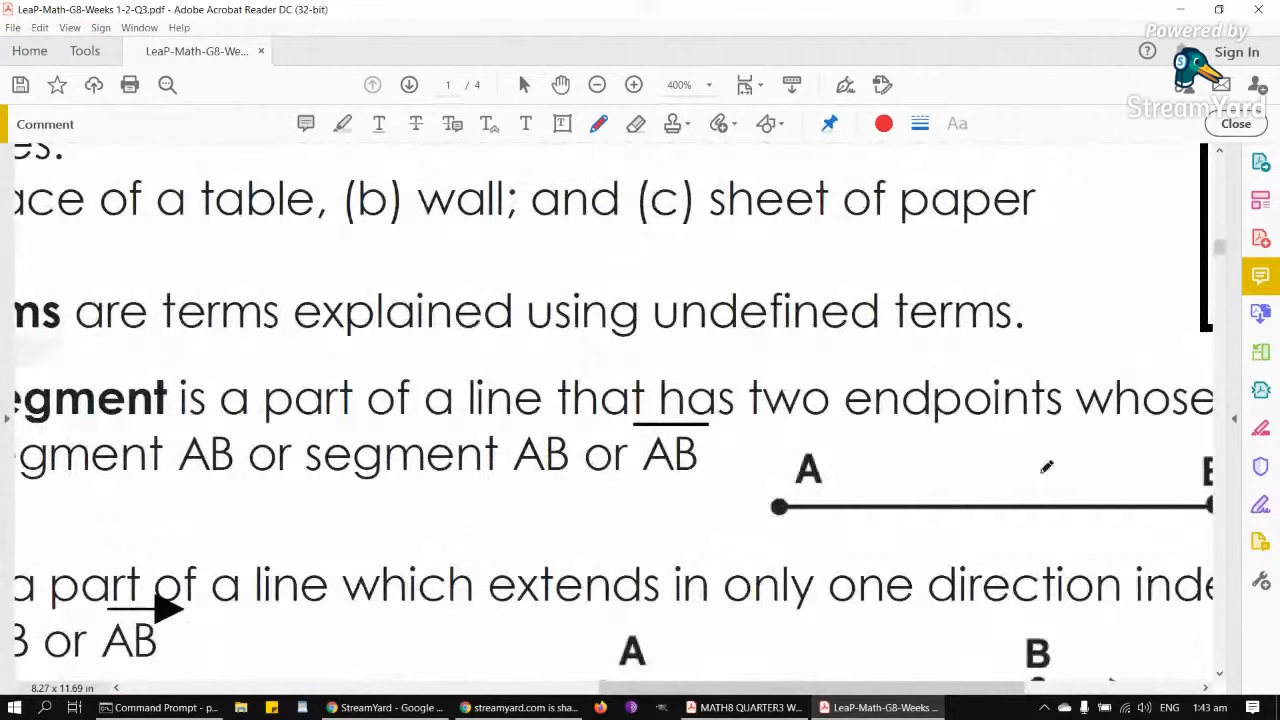 LeaP-Math-G8-Weeks 1-2-Q3.pdf - Adobe Acrobat Reader DC (32-bit)
File Edit View Sign Window Help
Powered by
StreamYard
Home Tools LeaP-Math-G8-We... × Sign In
1 / 400%
Comment Aa Close
es.
ace of a table, (b) wall; and (c) sheet of paper
ms are terms explained using undefined terms.
egment is a part of a line that has two endpoints whose
gment AB or segment AB or AB
A
a part of a line which extends in only one direction inde
B or AB
A B
8.27 x 11.69 in
Command Prompt - p... StreamYard - Google ... streamyard.com is sha... MATH8 QUARTER3 W... LeaP-Math-G8-Weeks ... ENG 1:43 am